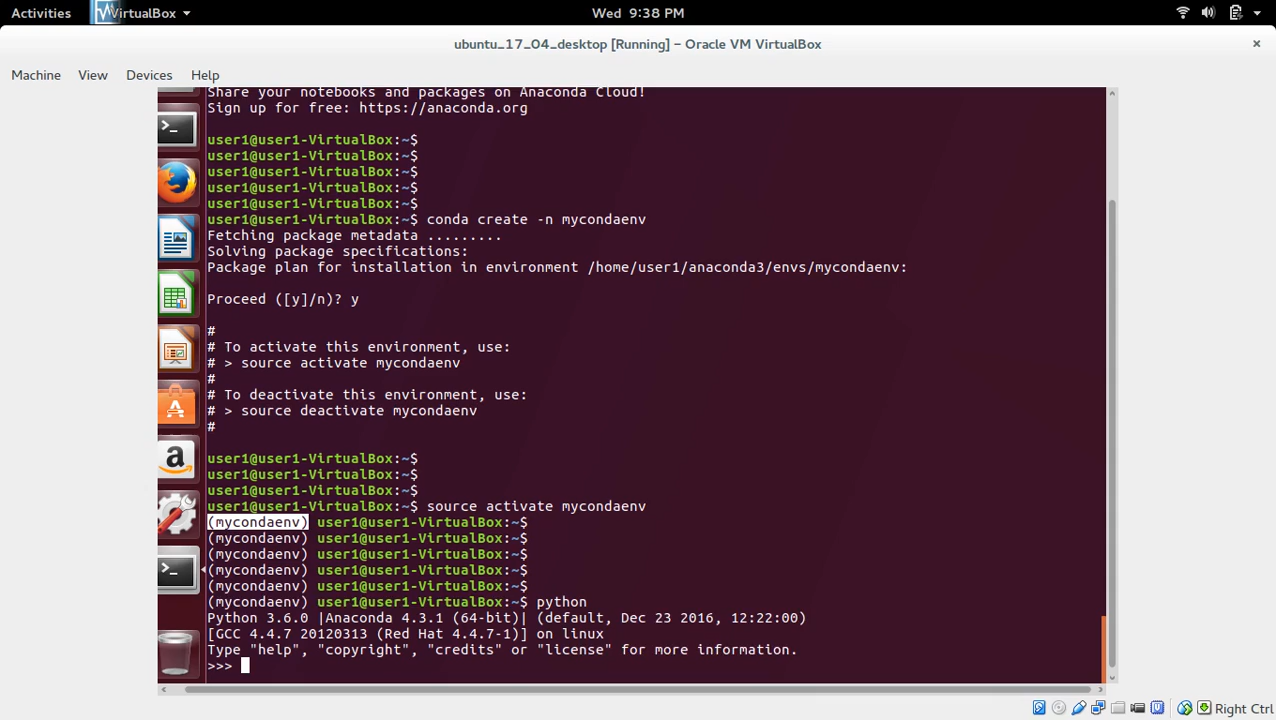 Activities VirtualBox Wed 9:38 PM
ubuntu_17_04_desktop [Running] – Oracle VM VirtualBox ×
Machine View Devices Help
Share your notebooks and packages on Anaconda Cloud!
Sign up for free: https://anaconda.org
user1@user1-VirtualBox:~$
user1@user1-VirtualBox:~$
user1@user1-VirtualBox:~$
user1@user1-VirtualBox:~$
user1@user1-VirtualBox:~$
user1@user1-VirtualBox:~$ conda create -n mycondaenv
Fetching package metadata .........
Solving package specifications:
Package plan for installation in environment /home/user1/anaconda3/envs/mycondaenv:
Proceed ([y]/n)? y
#
# To activate this environment, use:
# > source activate mycondaenv
#
# To deactivate this environment, use:
# > source deactivate mycondaenv
#
user1@user1-VirtualBox:~$
user1@user1-VirtualBox:~$
user1@user1-VirtualBox:~$
user1@user1-VirtualBox:~$ source activate mycondaenv
(mycondaenv) user1@user1-VirtualBox:~$
(mycondaenv) user1@user1-VirtualBox:~$
(mycondaenv) user1@user1-VirtualBox:~$
(mycondaenv) user1@user1-VirtualBox:~$
(mycondaenv) user1@user1-VirtualBox:~$
(mycondaenv) user1@user1-VirtualBox:~$ python
Python 3.6.0 |Anaconda 4.3.1 (64-bit)| (default, Dec 23 2016, 12:22:00)
[GCC 4.4.7 20120313 (Red Hat 4.4.7-1)] on linux
Type "help", "copyright", "credits" or "license" for more information.
>>>
Right Ctrl